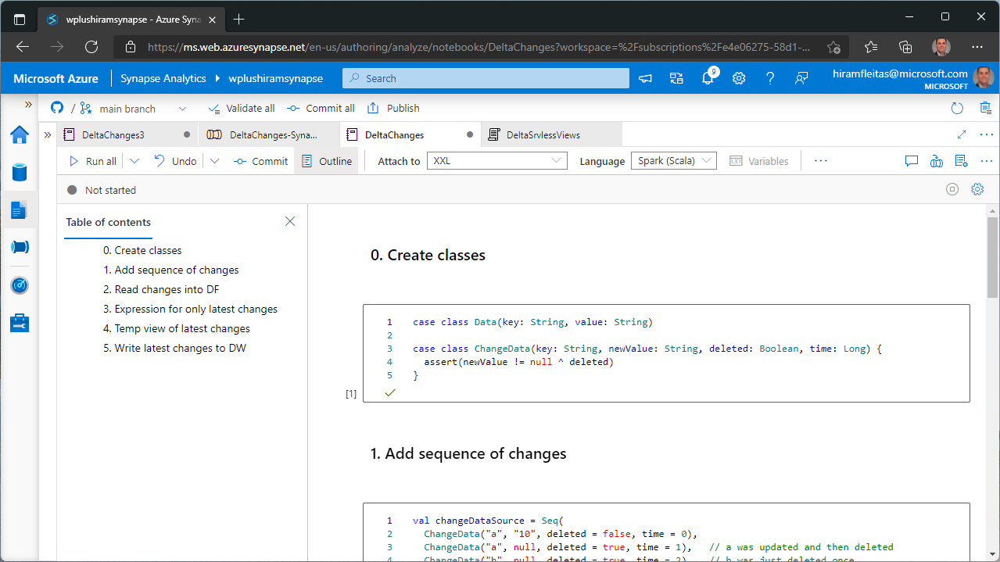 wplushiramsynapse - Azure Syna
https://ms.web.azuresynapse.net/en-us/authoring/analyze/notebooks/DeltaChanges?workspace=%2Fsubscriptions%2Fe4e06275-58d1-...
Microsoft Azure Synapse Analytics wplushiramsynapse Search 9 hiramfleitas@microsoft.com
MICROSOFT
/ main branch Validate all Commit all Publish
DeltaChanges3 DeltaChanges-Syna... DeltaChanges DeltaSrvlessViews
Run all Undo Commit Outline Attach to XXL Language Spark (Scala) Variables
Not started
Table of contents
0. Create classes
1. Add sequence of changes
2. Read changes into DF
3. Expression for only latest changes
4. Temp view of latest changes
5. Write latest changes to DW
0. Create classes
1 case class Data(key: String, value: String)
2
3 case class ChangeData(key: String, newValue: String, deleted: Boolean, time: Long) {
4 assert(newValue != null ^ deleted)
5 }
[1]
1. Add sequence of changes
1 val changeDataSource = Seq(
2 ChangeData("a", "10", deleted = false, time = 0),
3 ChangeData("a", null, deleted = true, time = 1), // a was updated and then deleted
4 ChangeData("b", null, deleted = true, time = 2), // b was just deleted once